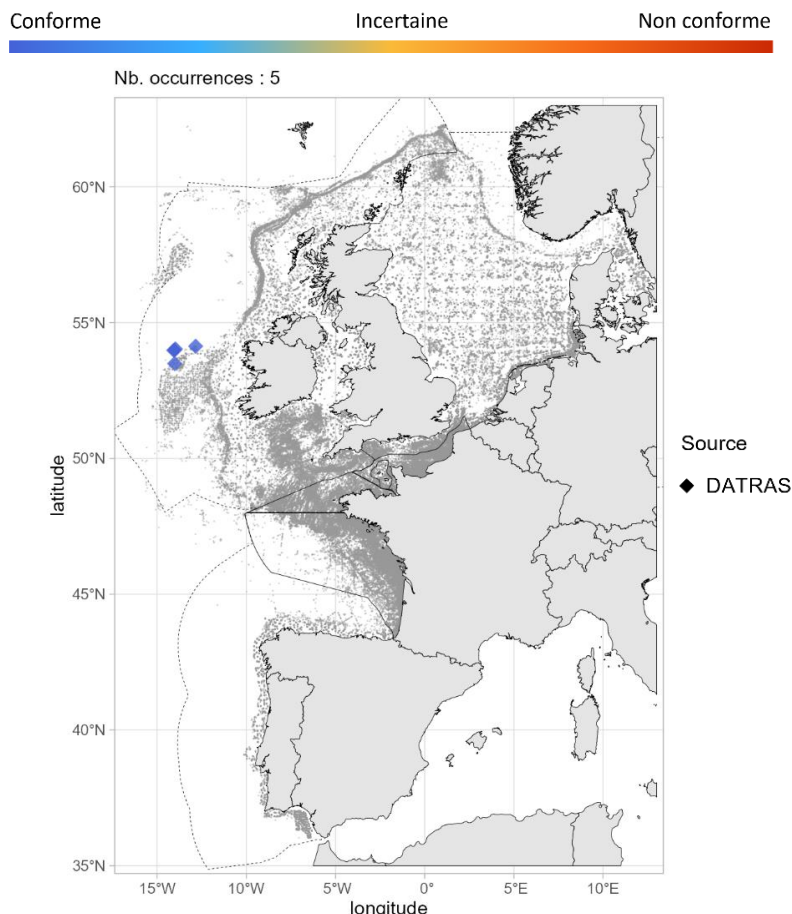 Conforme Incertaine Non conforme
Nb. occurrences : 5
60°N
55°N
50°N
45°N
40°N
35°N
latitude
15°W 10°W 5°W 0° 5°E 10°E
longitude
Source
DATRAS